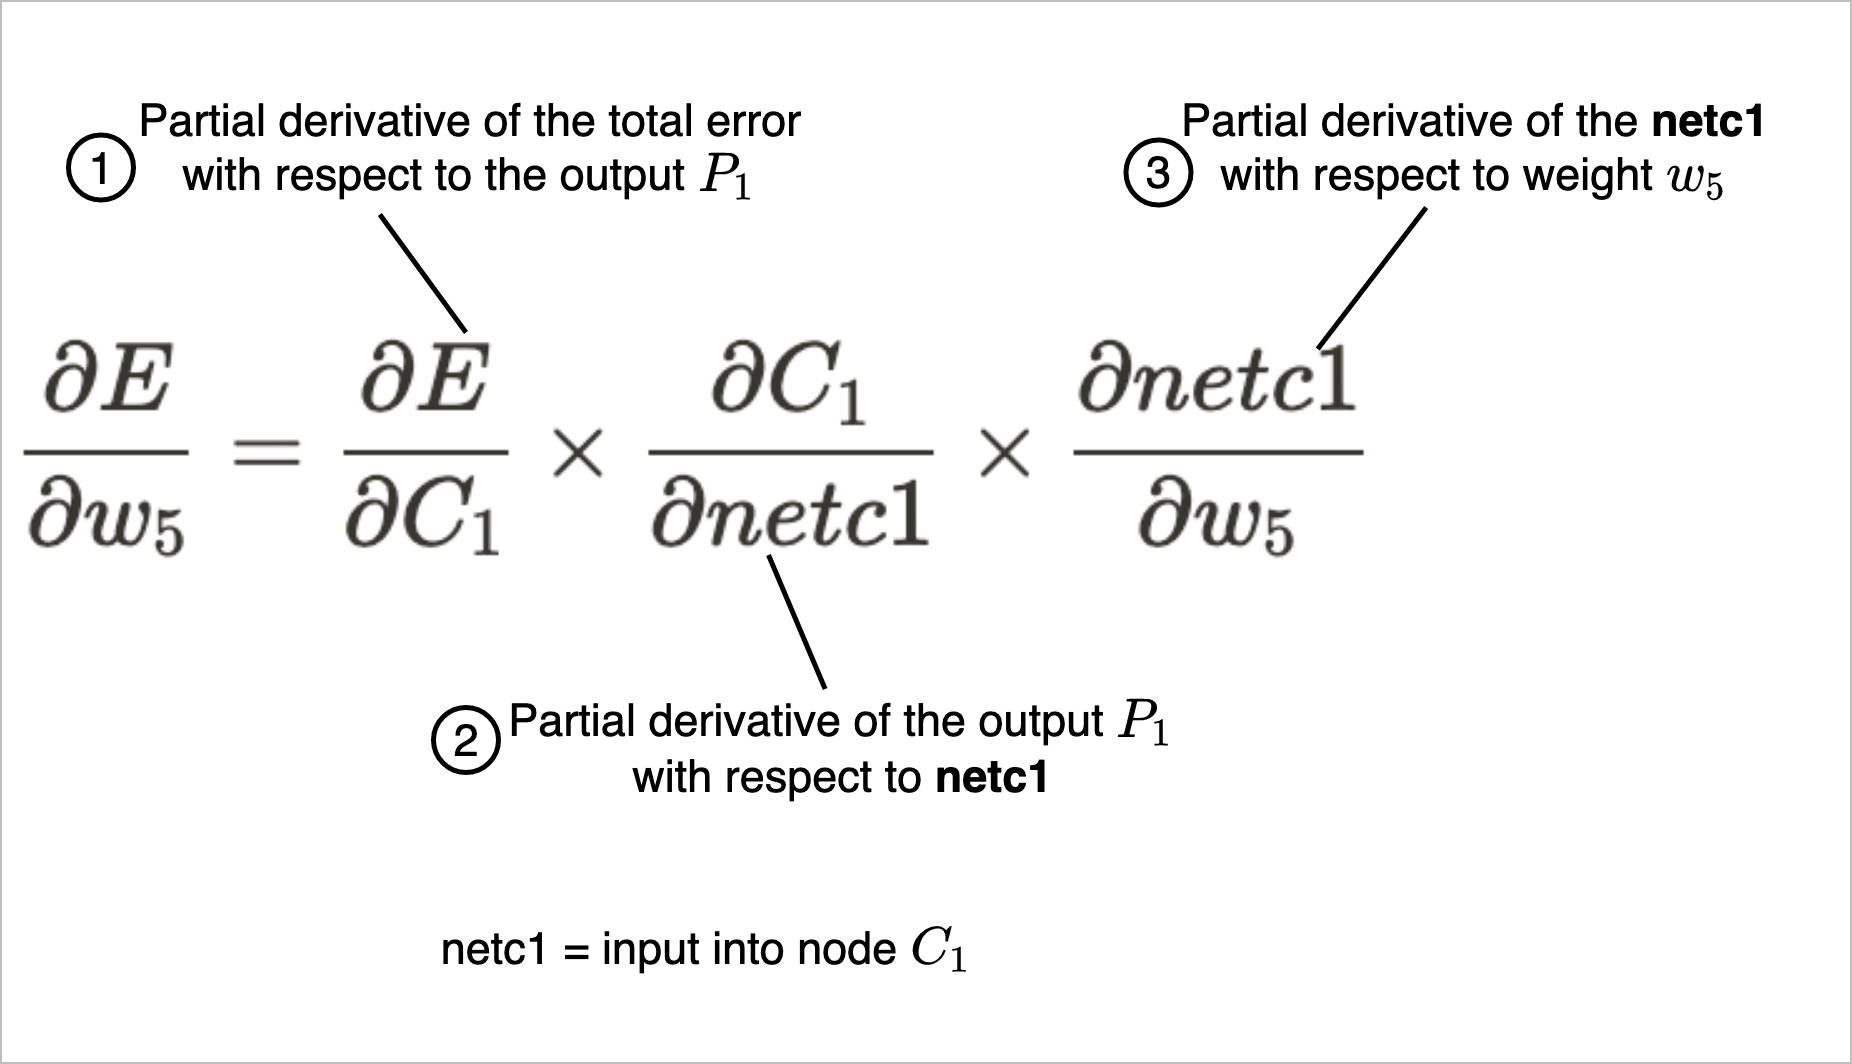 Partial derivative of the total error
1 with respect to the output P₁
Partial derivative of the netc1
3 with respect to weight w₅
∂E/∂w₅ = ∂E/∂C₁ × ∂C₁/∂netc1 × ∂netc1/∂w₅
2 Partial derivative of the output P₁
with respect to netc1
netc1 = input into node C₁